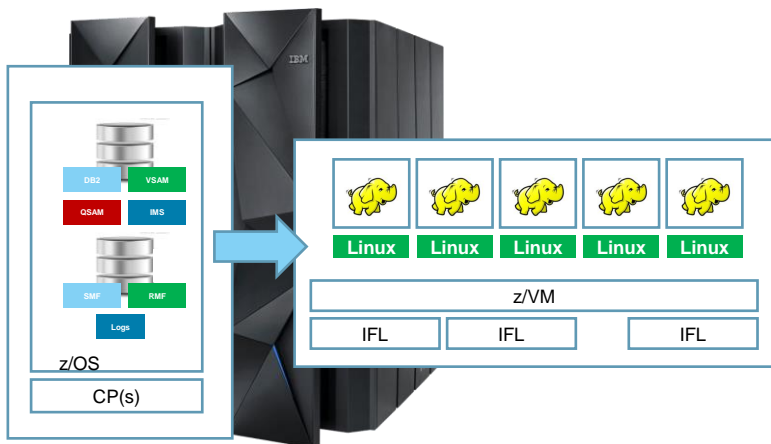 IBM
DB2 VSAM
QSAM IMS
SMF RMF
Logs
z/OS
CP(s)
Linux Linux Linux Linux Linux
z/VM
IFL IFL IFL